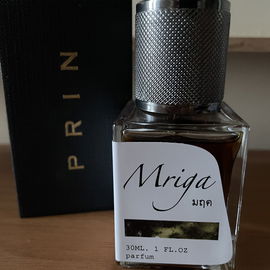 PRIN
Mriga
มฤค
30ML. 1 FL.OZ
parfum